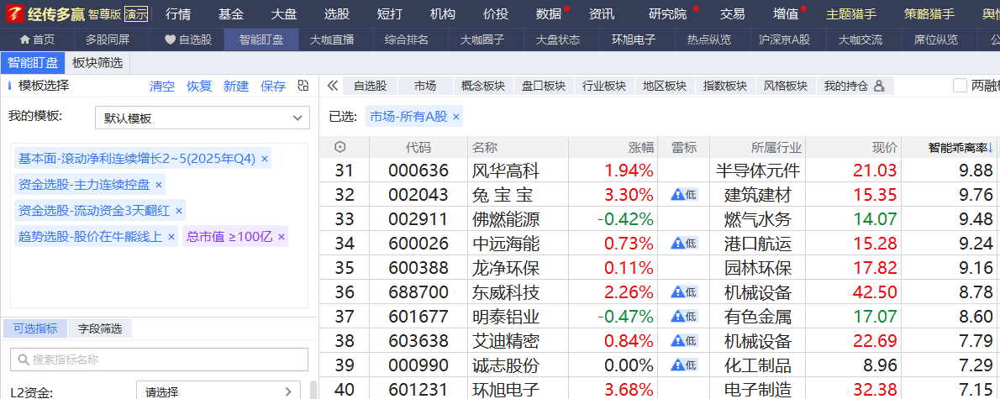 经传多赢 智尊版 演示 行情 基金 大盘 选股 短打 机构 价投 数据 资讯 研究院 交易 增值 主题猎手 策略猎手
首页 多股同屏 自选股 智能盯盘 大咖直播 综合排名 大咖圈子 大盘状态 环旭电子 热点纵览 沪深京A股 大咖交流 席位纵览
智能盯盘 板块筛选
模板选择 清空 恢复 新建 保存
自选股 市场 概念板块 盘口板块 行业板块 地区板块 指数板块 风格板块 我的持仓 两融
我的模板: 默认模板
已选: 市场-所有A股 ×
基本面-滚动净利连续增长2~5(2025年Q4) ×
资金选股-主力连续控盘 ×
资金选股-流动资金3天翻红 ×
趋势选股-股价在牛熊线上 × 总市值 ≥100亿 ×
可选指标 字段筛选
搜索指标名称
L2资金: 请选择
代码 名称 涨幅 雷标 所属行业 现价 智能乖离率↓
31 000636 风华高科 1.94% 半导体元件 21.03 9.88
32 002043 兔 宝 宝 3.30% 低 建筑建材 15.35 9.76
33 002911 佛燃能源 -0.42% 燃气水务 14.07 9.48
34 600026 中远海能 0.73% 低 港口航运 15.28 9.24
35 600388 龙净环保 0.11% 园林环保 17.82 9.16
36 688700 东威科技 2.26% 低 机械设备 42.50 8.78
37 601677 明泰铝业 -0.47% 低 有色金属 17.07 8.60
38 603638 艾迪精密 0.84% 低 机械设备 22.69 7.79
39 000990 诚志股份 0.00% 低 化工制品 8.96 7.29
40 601231 环旭电子 3.68% 电子制造 32.38 7.15